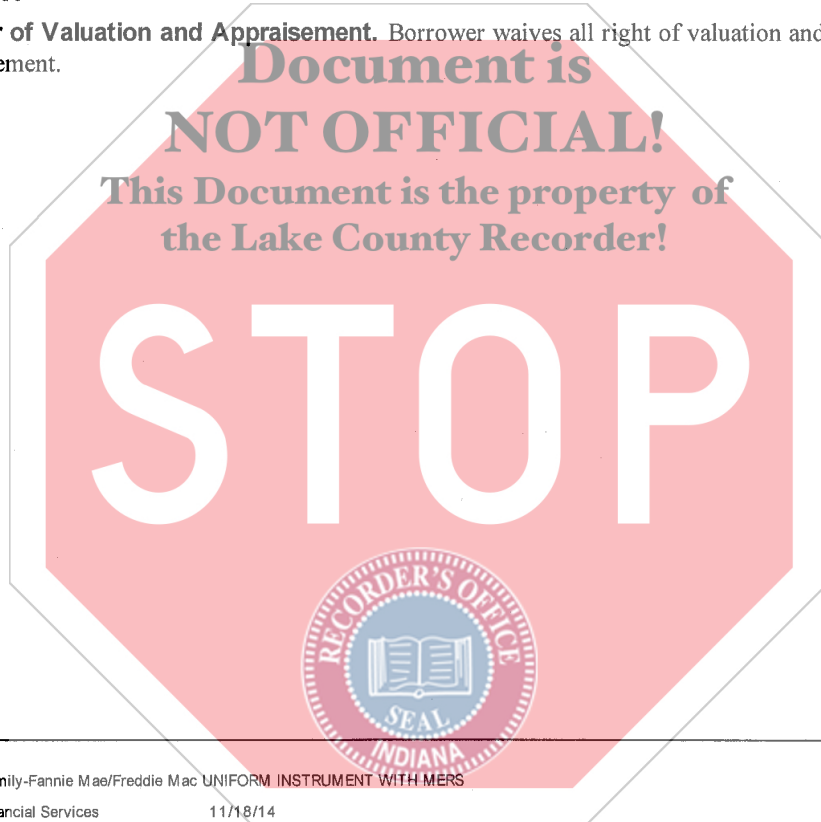 r of Valuation and Appraisement. Borrower waives all right of valuation and
ement.
Document is
NOT OFFICIAL!
This Document is the property of
the Lake County Recorder!
STOP
RECORDER'S OFFICE
SEAL
INDIANA
mily-Fannie Mae/Freddie Mac UNIFORM INSTRUMENT WITH MERS
ancial Services 11/18/14